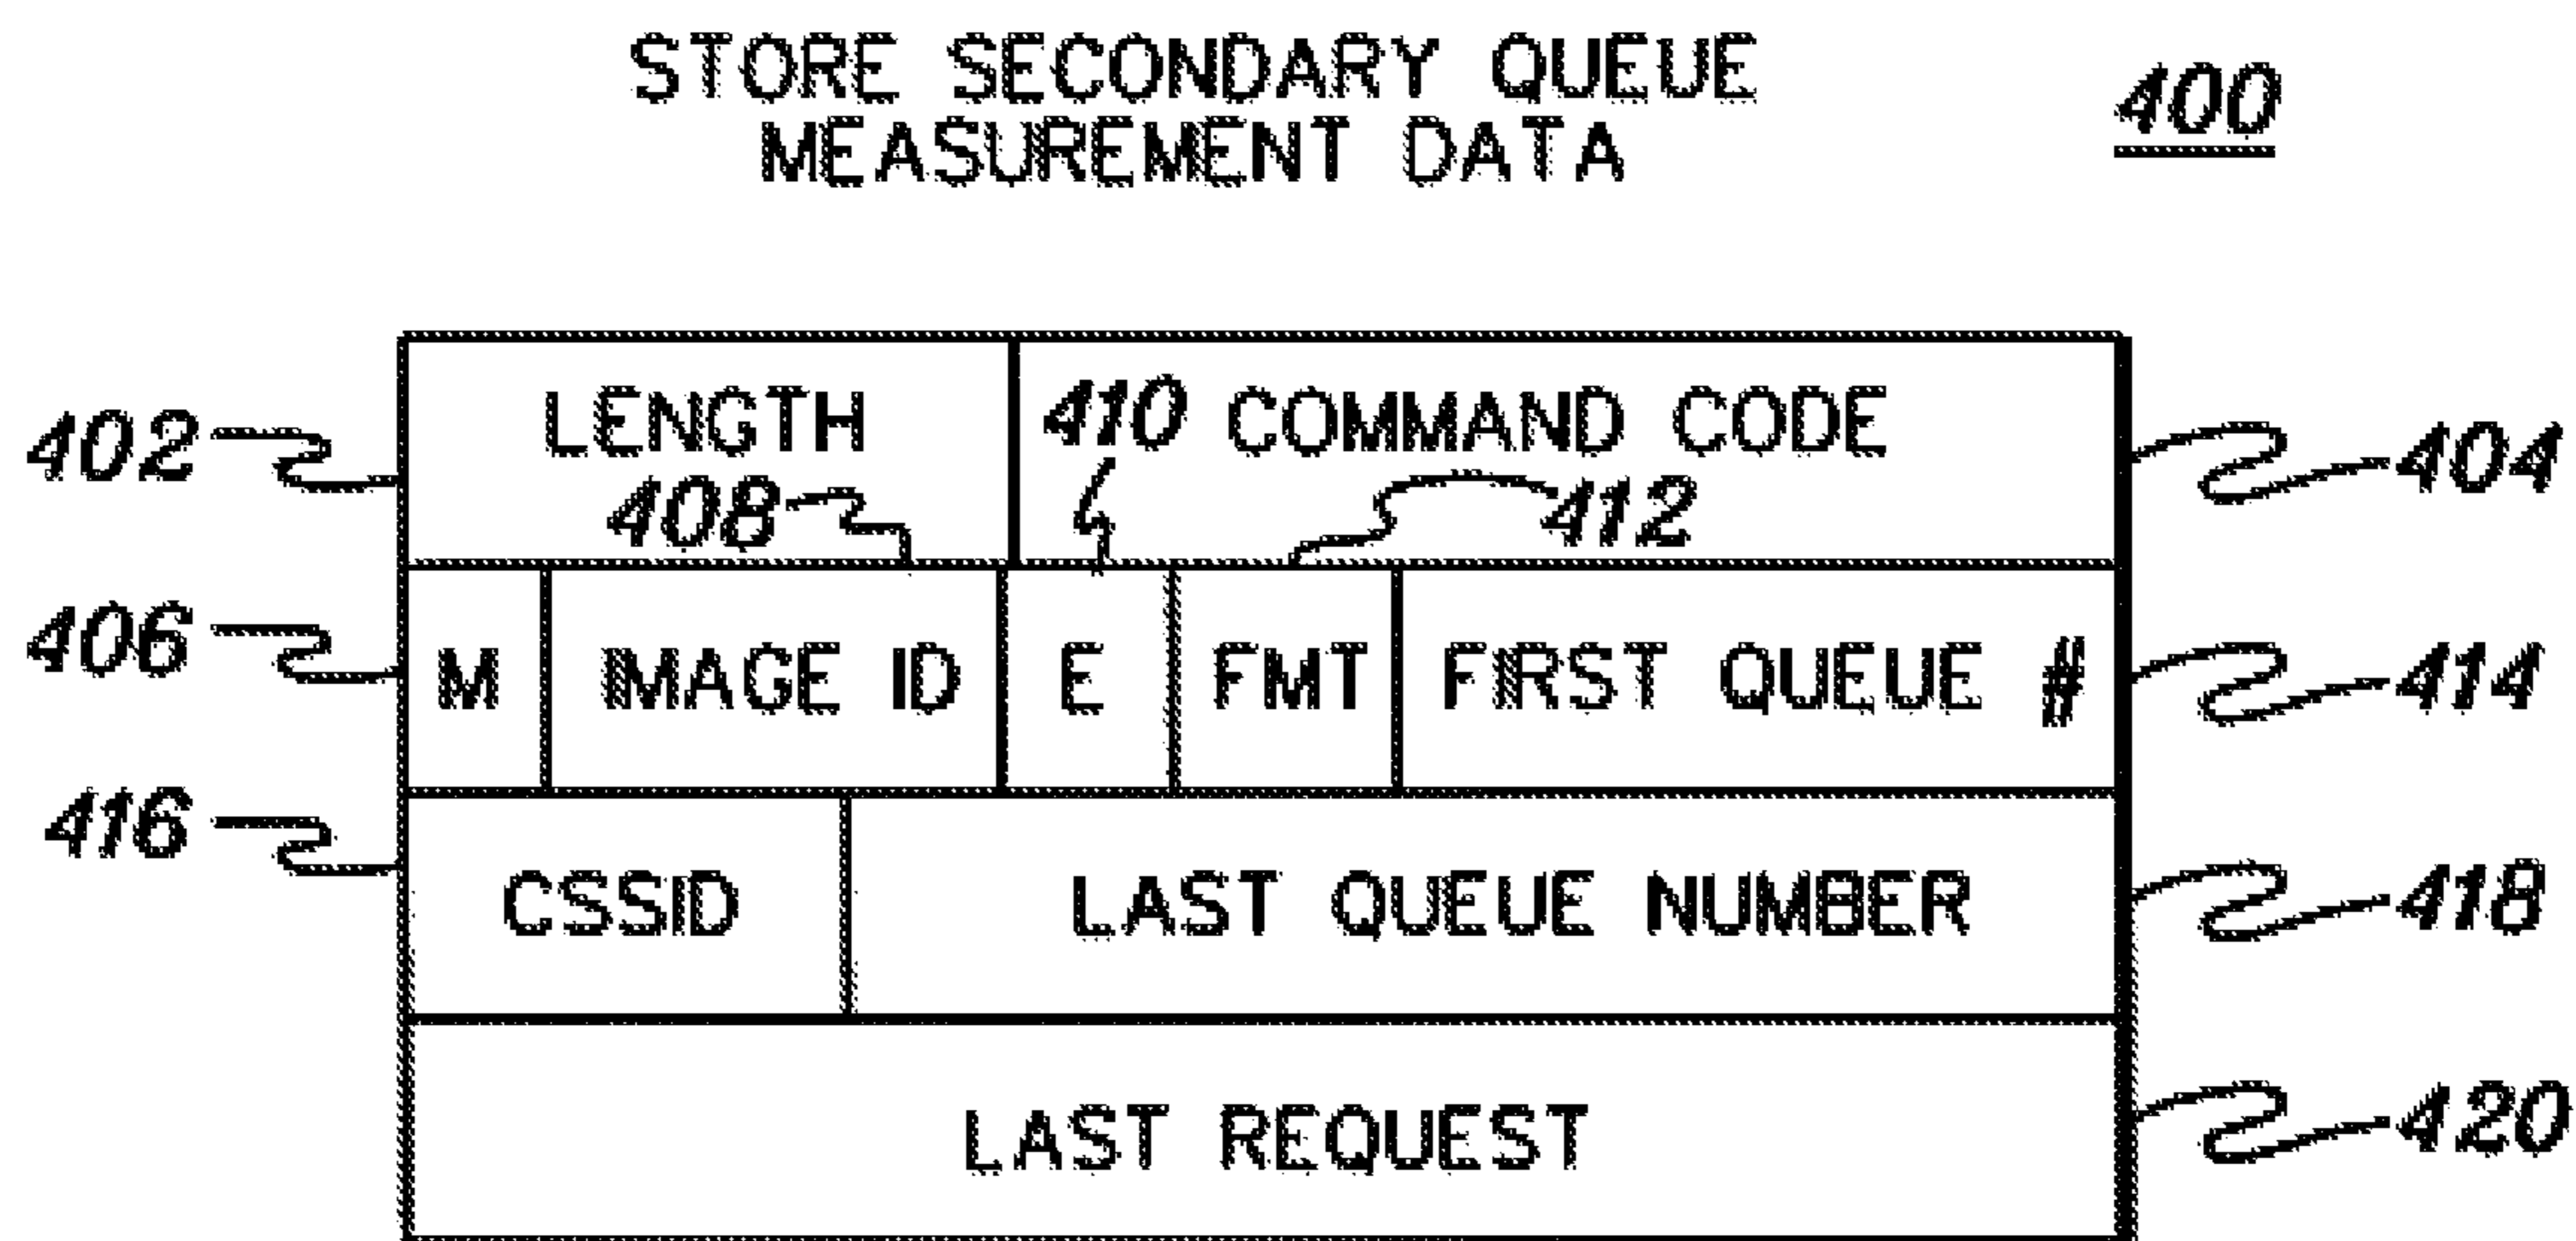 STORE SECONDARY QUEUE
MEASUREMENT DATA
400
402
LENGTH
410
COMMAND CODE
404
408
412
406
M
IMAGE ID
E
FMT
FIRST QUEUE #
414
416
CSSID
LAST QUEUE NUMBER
418
LAST REQUEST
420